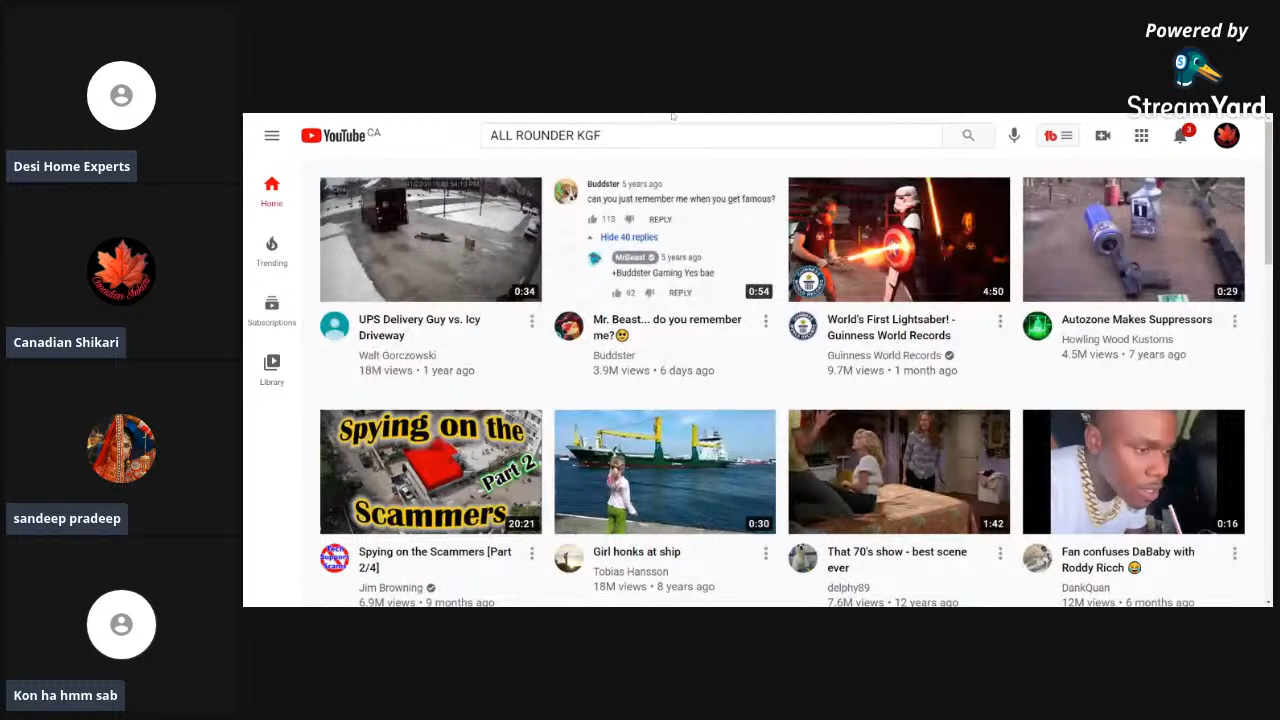 Powered by
StreamYard
Desi Home Experts
Canadian Shikari
Canadian Shikari
sandeep pradeep
Kon ha hmm sab
YouTube CA
ALL ROUNDER KGF
3
Home
Trending
Subscriptions
Library
0:34
UPS Delivery Guy vs. Icy
Driveway
Walt Gorczowski
18M views • 1 year ago
Buddster 5 years ago
can you just remember me when you get famous?
113 REPLY
Hide 40 replies
MrBeast 5 years ago
+Buddster Gaming Yes bae
92 REPLY
0:54
Mr. Beast... do you remember
me?🥺
Buddster
3.9M views • 6 days ago
4:50
World's First Lightsaber! -
Guinness World Records
Guinness World Records
9.7M views • 1 month ago
0:29
Autozone Makes Suppressors
Howling Wood Kustoms
4.5M views • 7 years ago
Spying on the
Part 2
Scammers
20:21
Spying on the Scammers [Part
2/4]
Jim Browning
6.9M views • 9 months ago
0:30
Girl honks at ship
Tobias Hansson
18M views • 8 years ago
1:42
That 70's show - best scene
ever
delphy89
7.6M views • 12 years ago
0:16
Fan confuses DaBaby with
Roddy Ricch 😂
DankQuan
12M views • 6 months ago